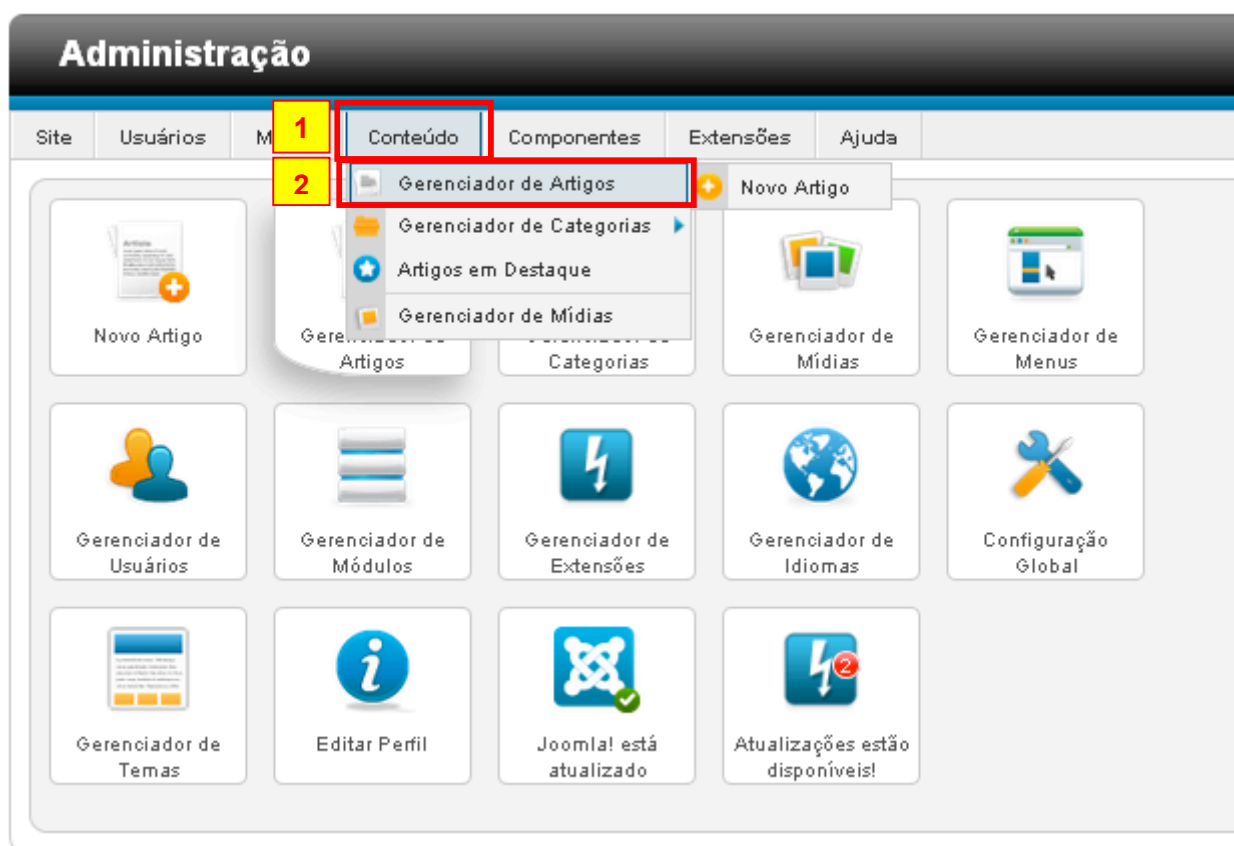 Administração
Site Usuários M 1 Conteúdo Componentes Extensões Ajuda
2 Gerenciador de Artigos Novo Artigo
Gerenciador de Categorias
Artigos em Destaque
Gerenciador de Mídias
Article
Novo Artigo
Artigos
Categorias
Gerenciador de
Mídias
Gerenciador de
Menus
Gerenciador de
Usuários
Gerenciador de
Módulos
Gerenciador de
Extensões
Gerenciador de
Idiomas
Configuração
Global
Gerenciador de
Temas
Editar Perfil
Joomla! está
atualizado
2
Atualizações estão
disponíveis!